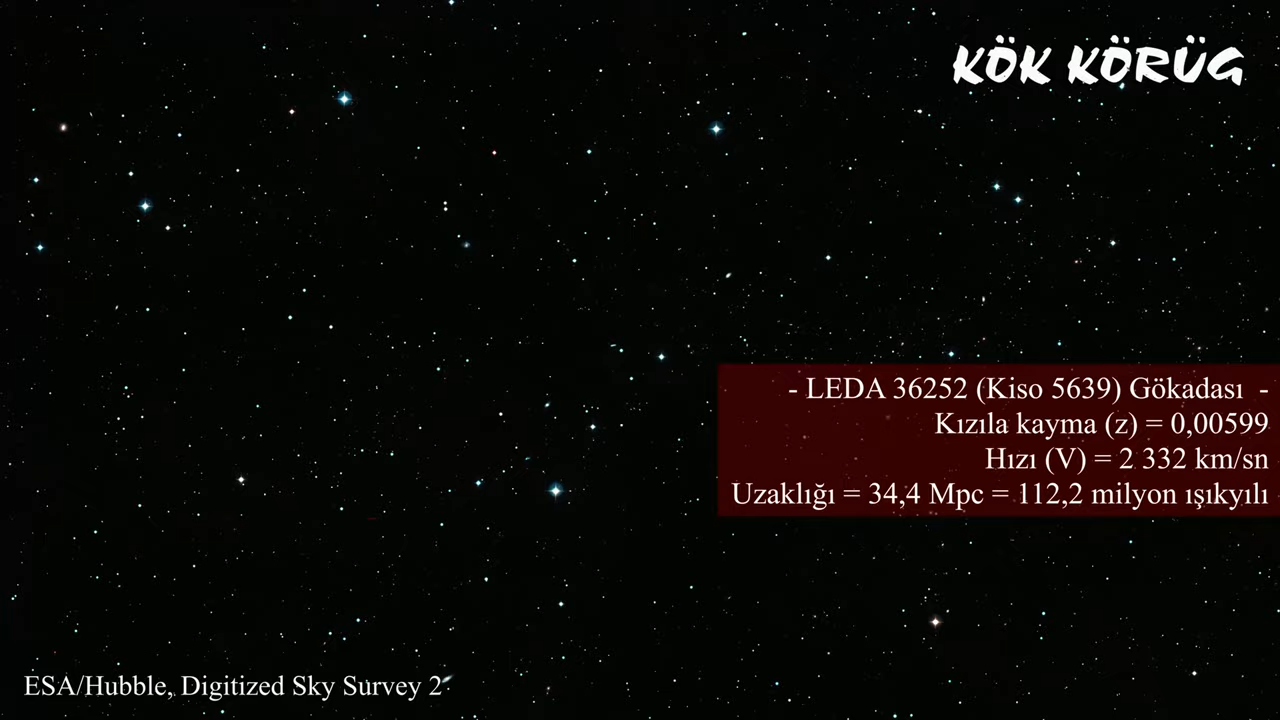 KÖK KÖRÜG
- LEDA 36252 (Kiso 5639) Gökadası -
Kızıla kayma (z) = 0,00599
Hızı (V) = 2 332 km/sn
Uzaklığı = 34,4 Mpc = 112,2 milyon ışıkyılı
ESA/Hubble, Digitized Sky Survey 2